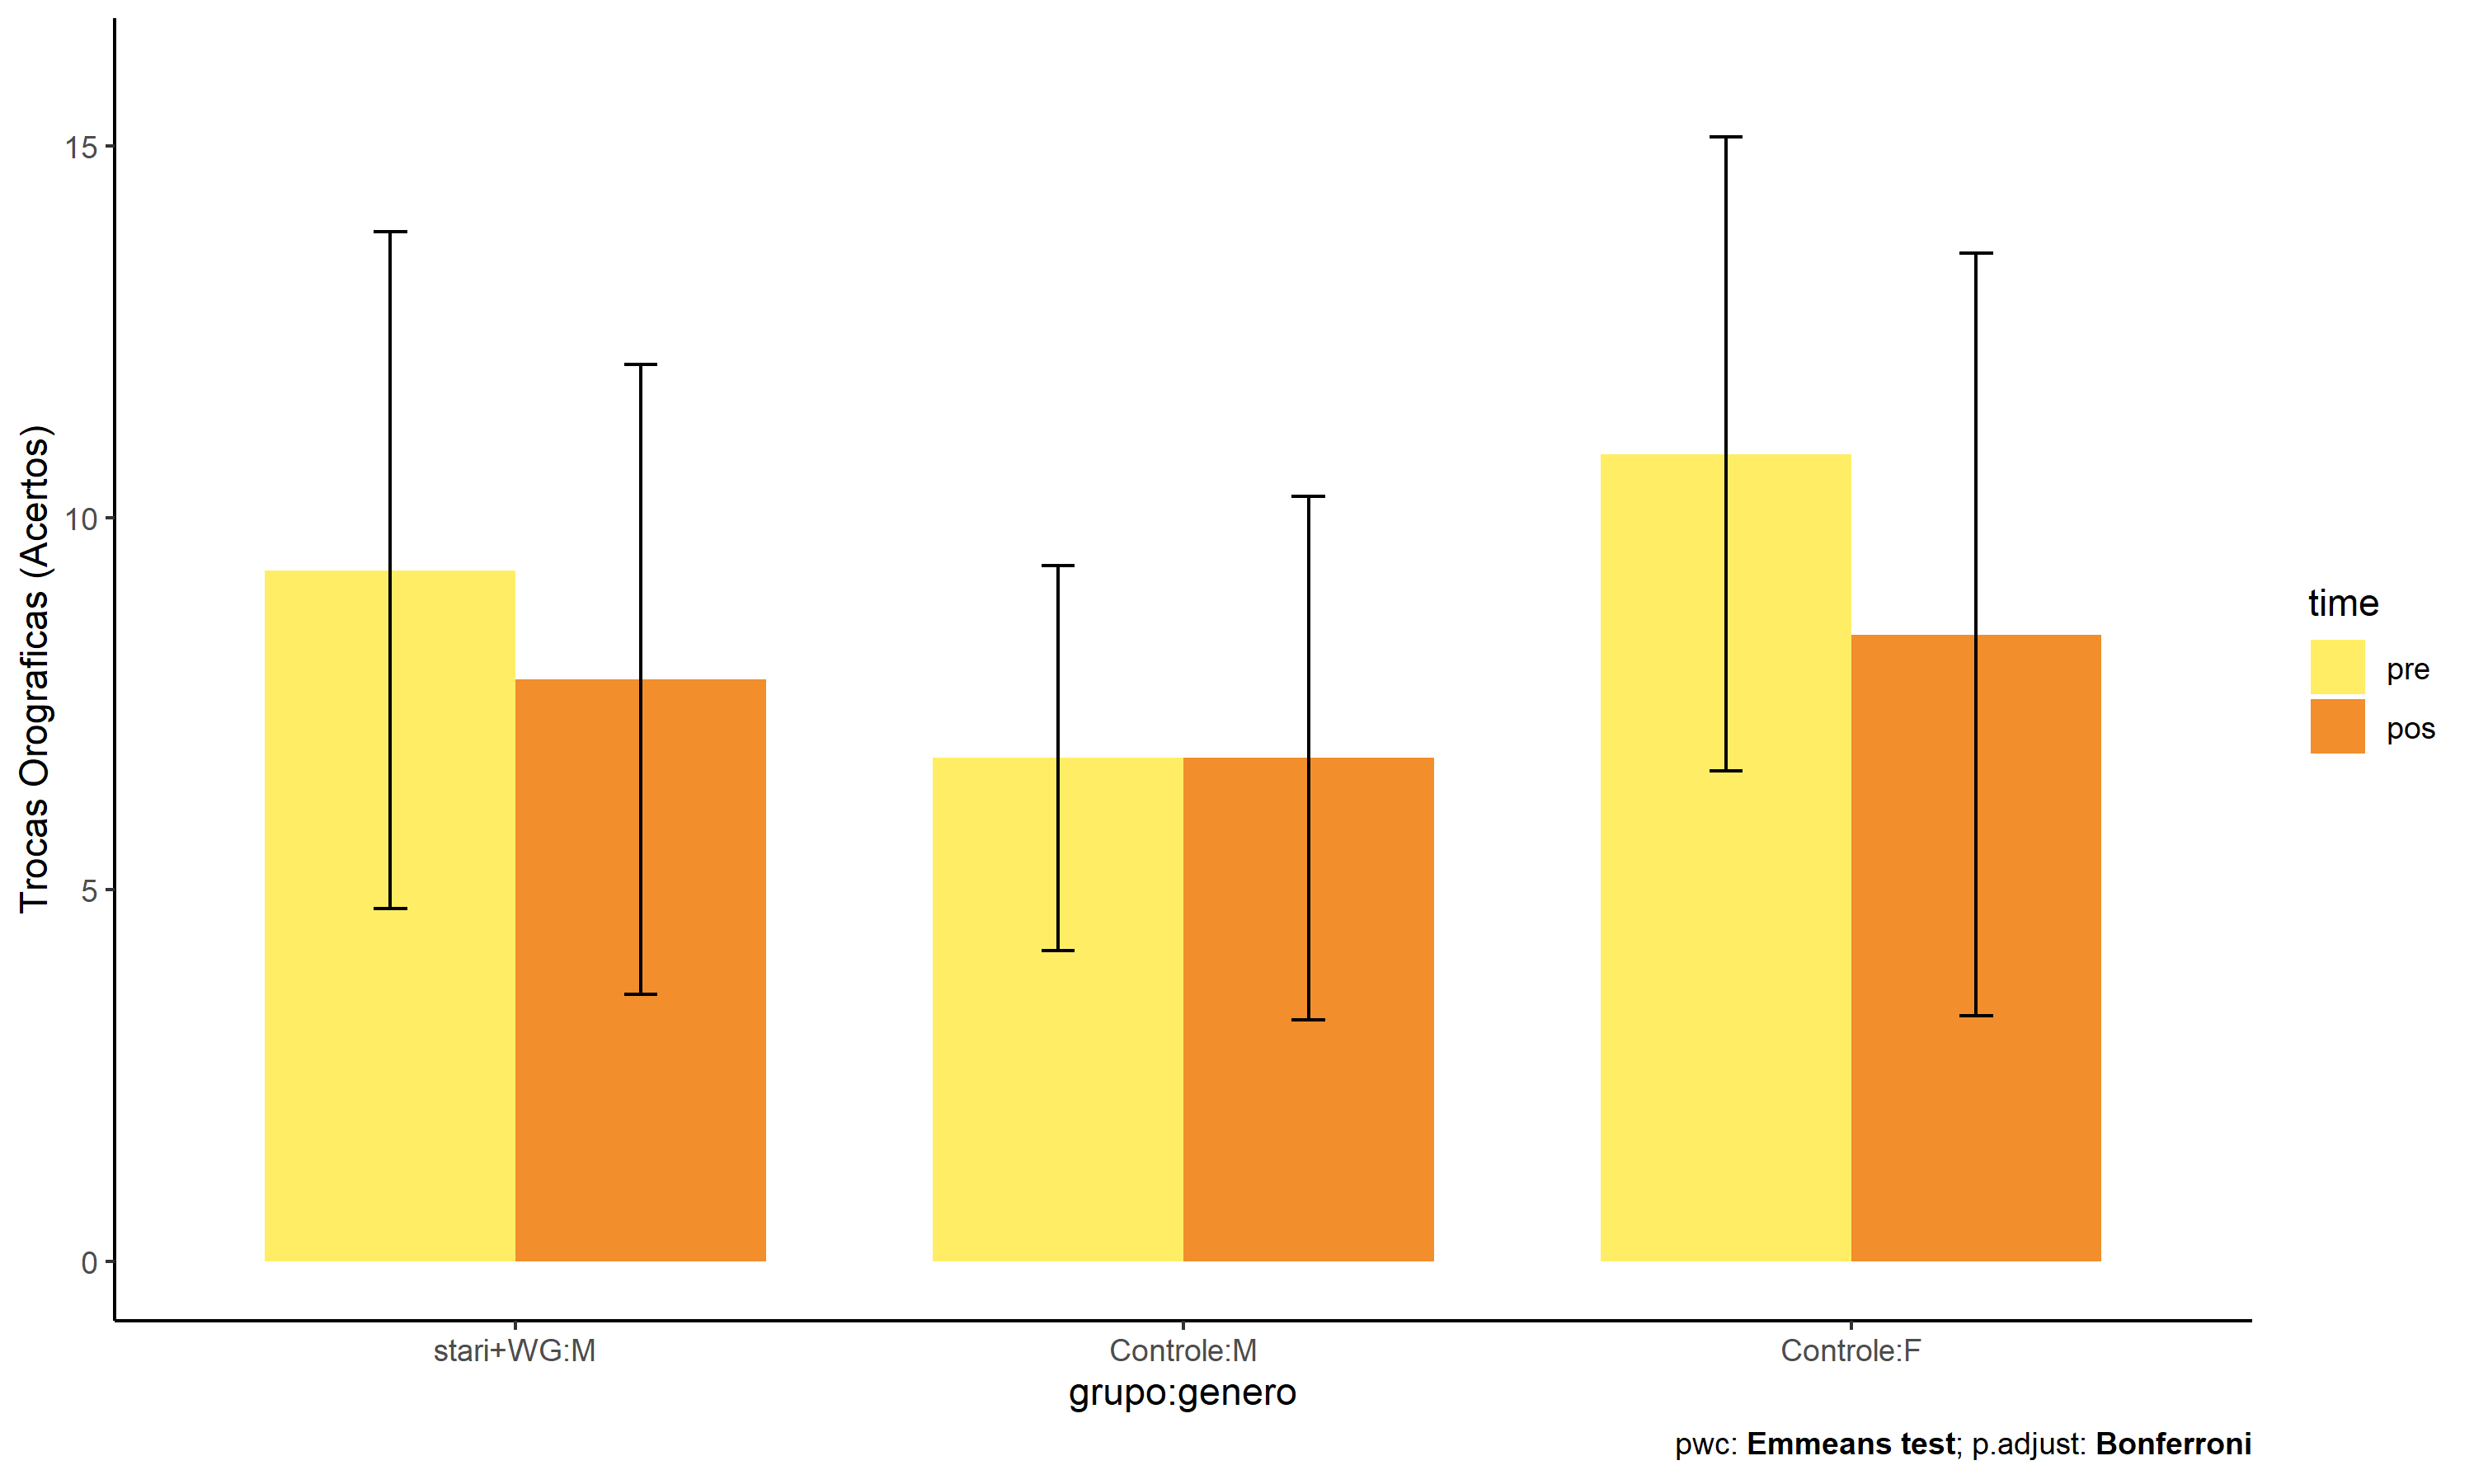 Trocas Orograficas (Acertos)
15
10
5
0
stari+WG:M
Controle:M
Controle:F
grupo:genero
time
pre
pos
pwc: Emmeans test; p.adjust: Bonferroni